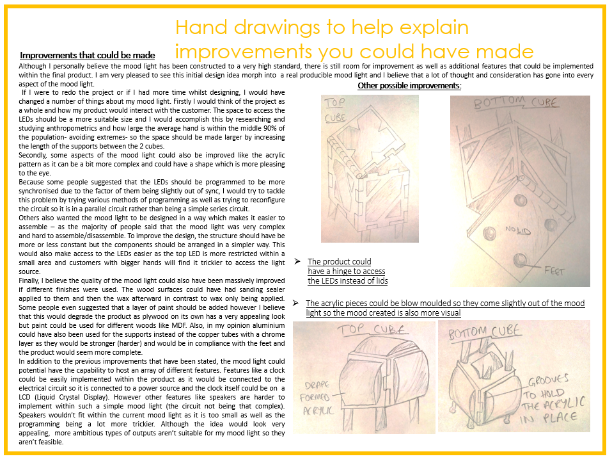 Hand drawings to help explain
improvements you could have made
Improvements that could be made
Although I personally believe the mood light has been constructed to a very high standard, there is still room for improvement as well as additional features that could be implemented
within the final product. I am very pleased to see this initial design idea morph into a real producible mood light and I believe that a lot of thought and consideration has gone into every
aspect of the mood light.
If I were to redo the project or if I had more time whilst designing, I would have
changed a number of things about my mood light. Firstly I would think of the project as
a whole and how my product would interact with the customer. The space to access the
LEDs should be a more suitable size and I would accomplish this by researching and
studying anthropometrics and how large the average hand is within the middle 90% of
the population- avoiding extremes- so the space should be made larger by increasing
the length of the supports between the 2 cubes.
Secondly, some aspects of the mood light could also be improved like the acrylic
pattern as it can be a bit more complex and could have a shape which is more pleasing
to the eye.
Because some people suggested that the LEDs should be programmed to be more
synchronised due to the factor of them being slightly out of sync, I would try to tackle
this problem by trying various methods of programming as well as trying to reconfigure
the circuit so it is in a parallel circuit rather than being a simple series circuit.
Others also wanted the mood light to be designed in a way which makes it easier to
assemble – as the majority of people said that the mood light was very complex
and hard to assemble/disassemble. To improve the design, the structure should have be
more or less constant but the components should be arranged in a simpler way. This
would also make to access the LEDs easier as the top LED is more restricted within a
small area and customers with bigger hands will find it trickier to access the light
source.
Finally, I believe the quality of the mood light could also have been massively improved
if different finishes were used. The wood surfaces could have had sanding sealer
applied to them and then the wax afterward in contrast to wax only being applied.
Some people even suggested that a layer of paint should be added however I believe
that this would degrade the product as plywood on its own has a very appealing look
but paint could be used for different woods like MDF. Also, in my opinion aluminium
could have also been used for the supports instead of the copper tubes with a chrome
layer as they would be stronger (harder) and would be in compliance with the feet and
the product would seem more complete.
In addition to the previous improvements that have been stated, the mood light could
potential have the capability to host an array of different features. Features like a clock
could be easily implemented within the product as it would be connected to the
electrical circuit so it is connected to a power source and the clock itself could be on a
LCD (Liquid Crystal Display). However other features like speakers are harder to
implement within such a simple mood light (the circuit not being that complex).
Speakers wouldn't fit within the current mood light as it is too small as well as the
programming being a lot more trickier. Although the idea would look very
appealing, more ambitious types of outputs aren't suitable for my mood light so they
aren't feasible.
Other possible improvements:
TOP
CUBE
BOTTOM CUBE
FEET
The product could
have a hinge to access
the LEDs instead of lids
The acrylic pieces could be blow moulded so they come slightly out of the mood
light so the mood created is also more visual
TOP CUBE
DRAPE
FORMED
ACRYLIC
BOTTOM CUBE
GROOVES
TO HOLD
THE ACRYLIC
IN PLACE